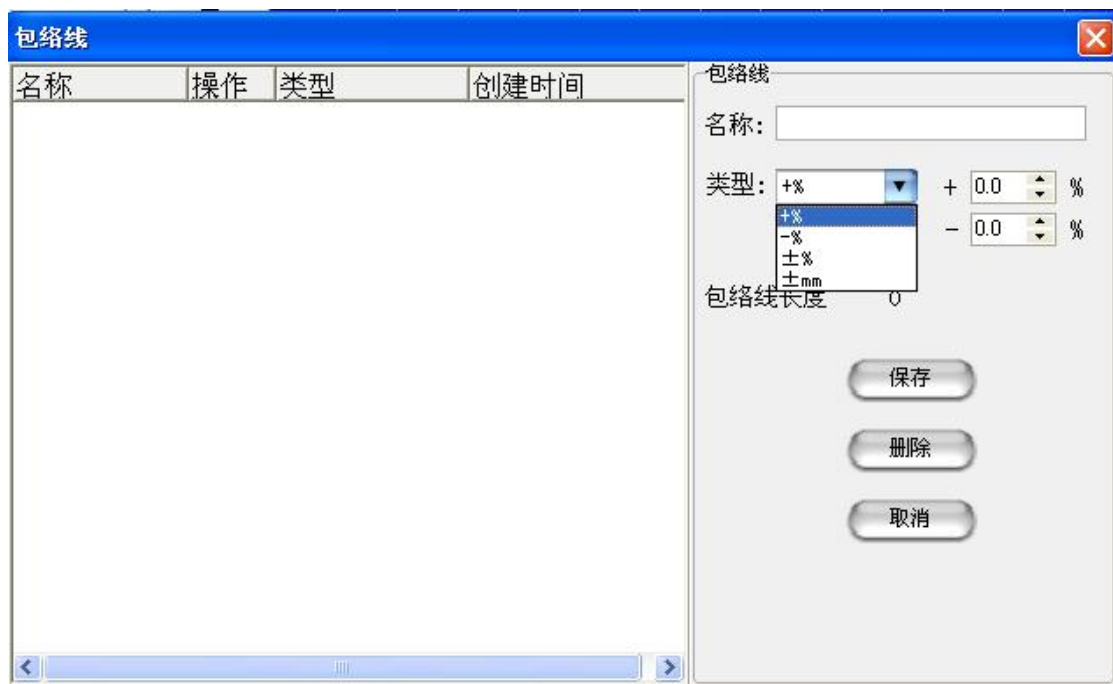 包络线
名称 操作 类型 创建时间
包络线
名称:
类型: +% + 0.0 %
+%
-% - 0.0 %
±%
±mm
包络线长度 0
保存
删除
取消